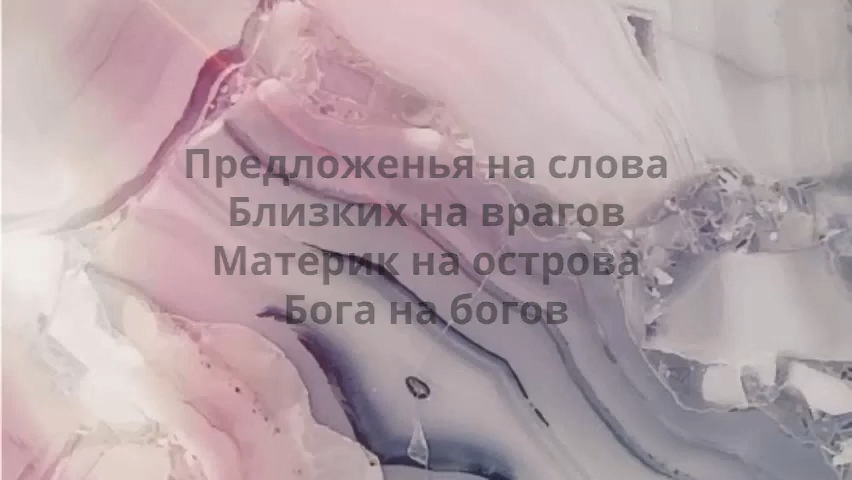 Предложенья на слова
Близких на врагов
Материк на острова
Бога на богов